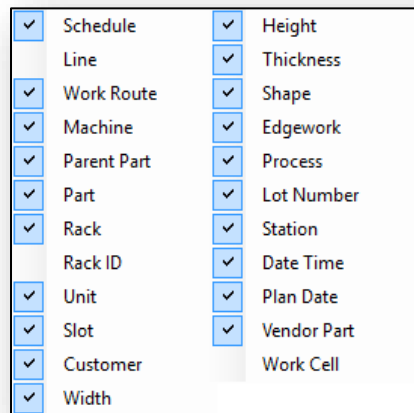 Schedule
Line
Work Route
Machine
Parent Part
Part
Rack
Rack ID
Unit
Slot
Customer
Width
Height
Thickness
Shape
Edgework
Process
Lot Number
Station
Date Time
Plan Date
Vendor Part
Work Cell